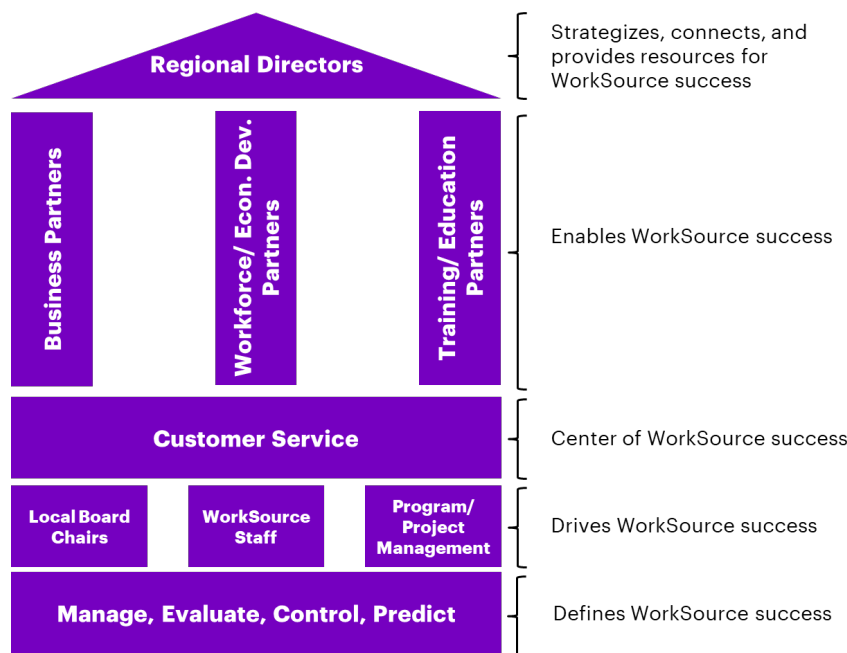 Regional Directors
Strategizes, connects, and
provides resources for
WorkSource success
Business Partners
Workforce/ Econ. Dev.
Partners
Training/ Education
Partners
Enables WorkSource success
Customer Service
Center of WorkSource success
Local Board
Chairs
WorkSource
Staff
Program/
Project
Management
Drives WorkSource success
Manage, Evaluate, Control, Predict
Defines WorkSource success